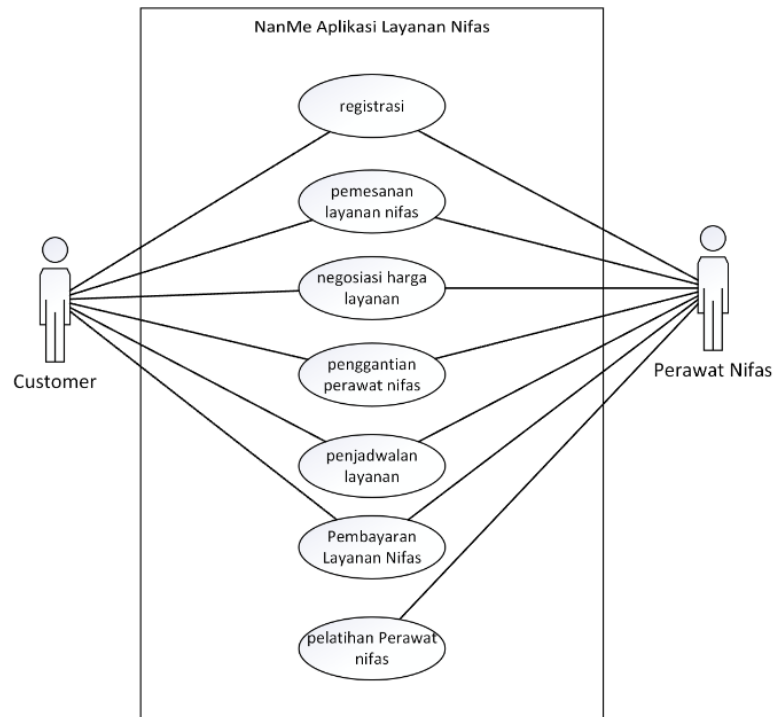 NanMe Aplikasi Layanan Nifas
registrasi
pemesanan
layanan nifas
negosiasi harga
layanan
penggantian
perawat nifas
penjadwalan
layanan
Pembayaran
Layanan Nifas
pelatihan Perawat
nifas
Customer
Perawat Nifas